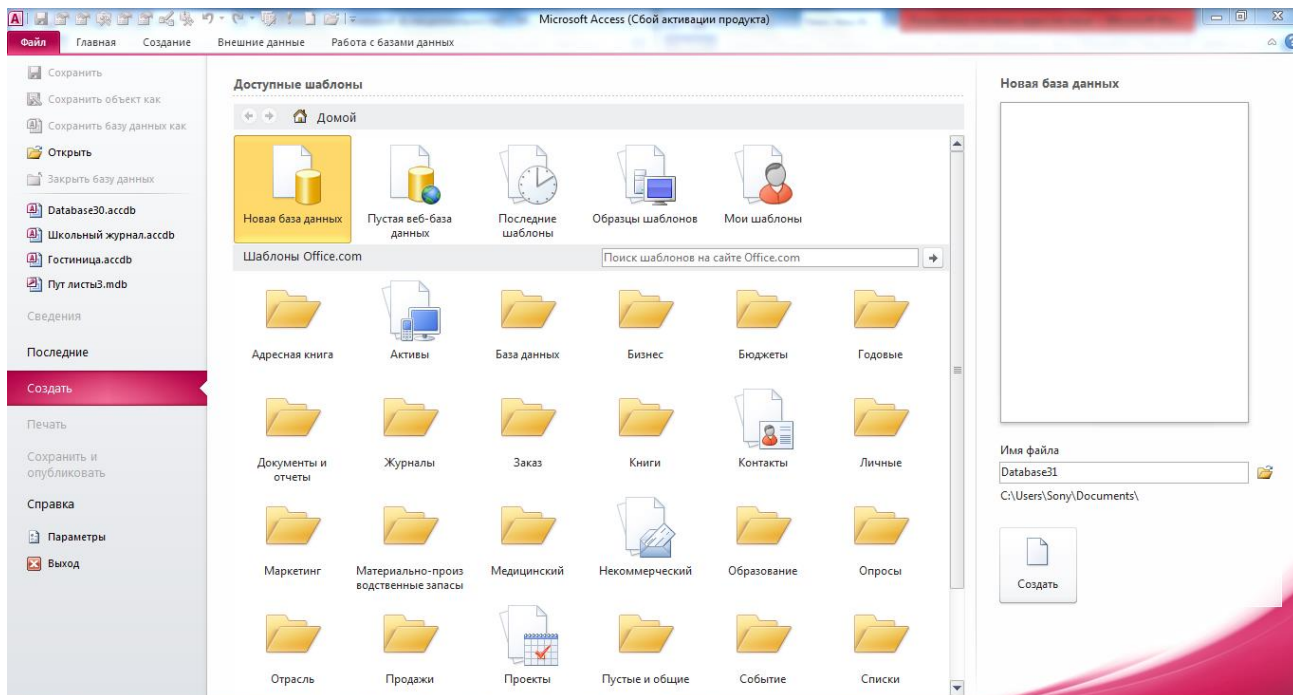 Microsoft Access (Сбой активации продукта)
Файл Главная Создание Внешние данные Работа с базами данных
Сохранить
Сохранить объект как
Сохранить базу данных как
Открыть
Закрыть базу данных
Database30.accdb
Школьный журнал.accdb
Гостиница.accdb
Пут листы3.mdb
Сведения
Последние
Создать
Печать
Сохранить и
опубликовать
Справка
Параметры
Выход
Доступные шаблоны
Домой
Новая база данных
Пустая веб-база
данных
Последние
шаблоны
Образцы шаблонов
Мои шаблоны
Шаблоны Office.com
Поиск шаблонов на сайте Office.com
Адресная книга
Активы
База данных
Бизнес
Бюджеты
Годовые
Документы и
отчеты
Журналы
Заказ
Книги
Контакты
Личные
Маркетинг
Материально-произ
водственные запасы
Медицинский
Некоммерческий
Образование
Опросы
Отрасль
Продажи
Проекты
Пустые и общие
Событие
Списки
Новая база данных
Имя файла
Database31
C:\Users\Sony\Documents\
Создать